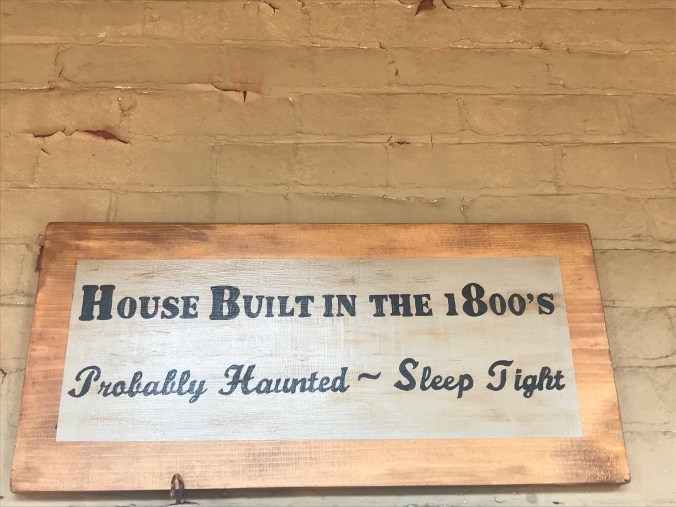 House Built in the 1800's
Probably Haunted ~ Sleep Tight